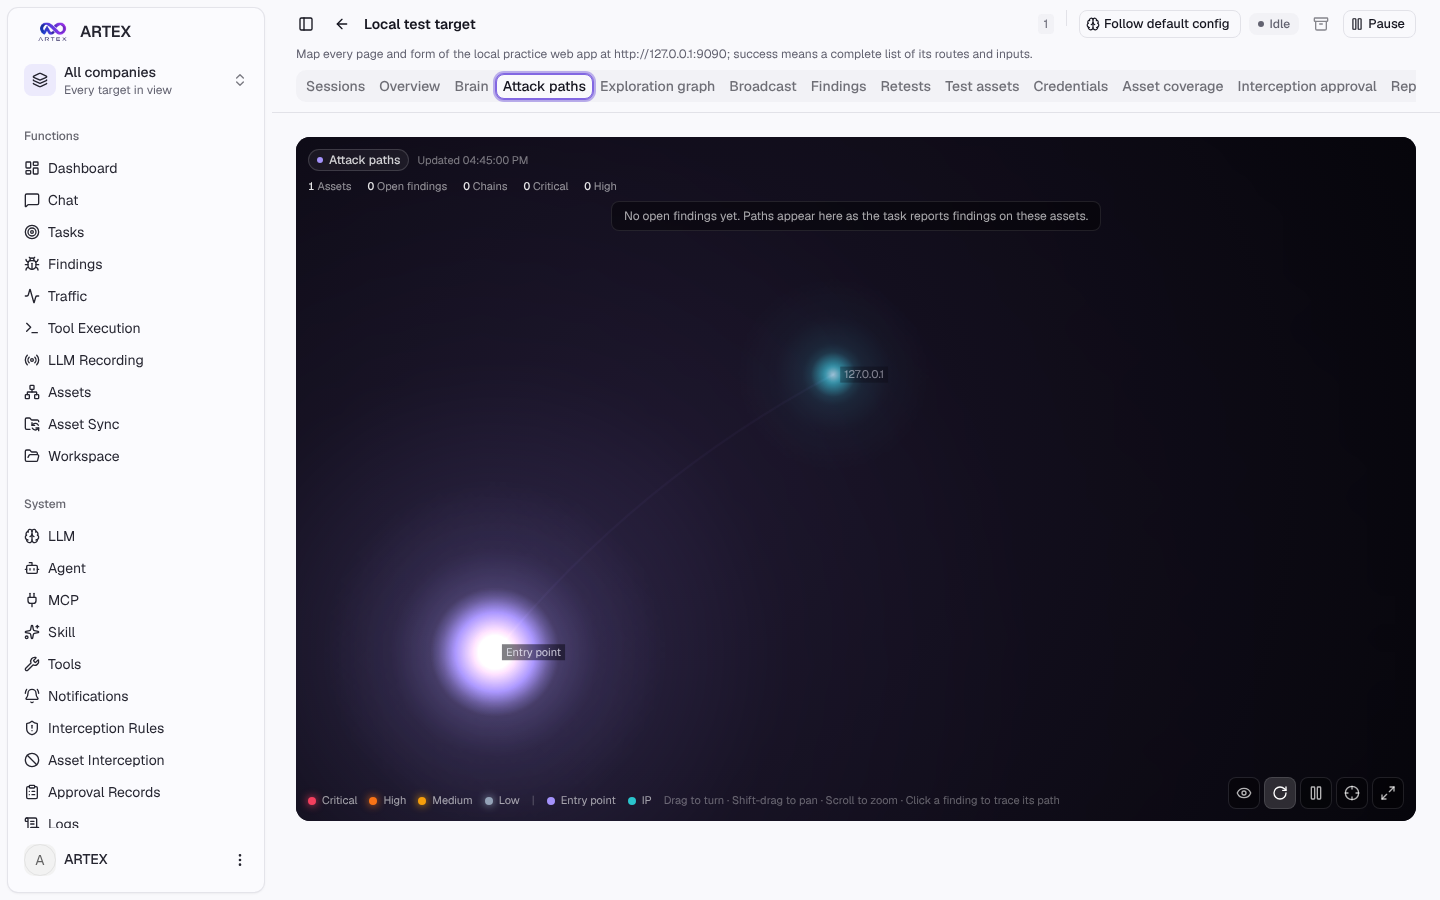 ARTEX
ARTEX
All companies
Every target in view
Functions
Dashboard
Chat
Tasks
Findings
Traffic
Tool Execution
LLM Recording
Assets
Asset Sync
Workspace
System
LLM
Agent
MCP
Skill
Tools
Notifications
Interception Rules
Asset Interception
Approval Records
Logs
A
ARTEX
Local test target
1
Follow default config
Idle
Pause
Map every page and form of the local practice web app at http://127.0.0.1:9090; success means a complete list of its routes and inputs.
Sessions Overview Brain Attack paths Exploration graph Broadcast Findings Retests Test assets Credentials Asset coverage Interception approval Rep
Attack paths Updated 04:45:00 PM
1 Assets 0 Open findings 0 Chains 0 Critical 0 High
No open findings yet. Paths appear here as the task reports findings on these assets.
127.0.0.1
Entry point
Critical High Medium Low | Entry point IP Drag to turn · Shift-drag to pan · Scroll to zoom · Click a finding to trace its path